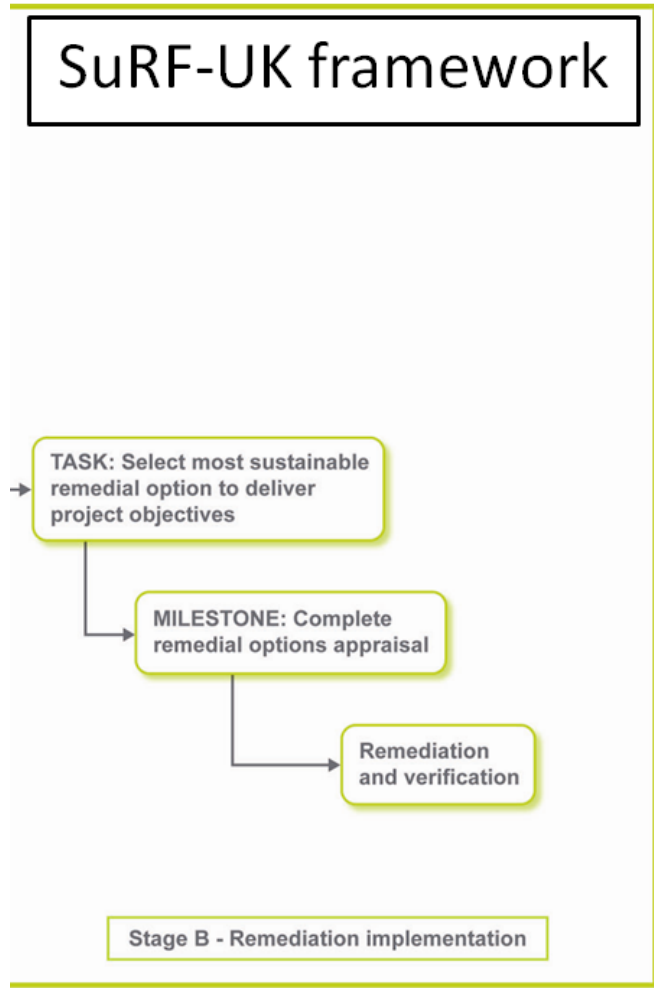 SuRF-UK framework
TASK: Select most sustainable
remedial option to deliver
project objectives
MILESTONE: Complete
remedial options appraisal
Remediation
and verification
Stage B - Remediation implementation